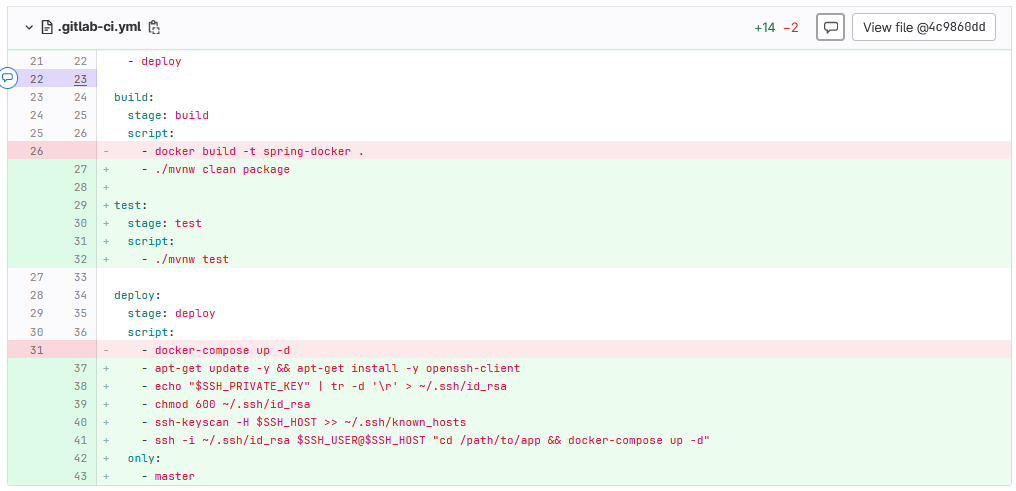 .gitlab-ci.yml +14 −2 View file @4c9860dd
21 22 - deploy
22 23
23 24 build:
24 25 stage: build
25 26 script:
26 - - docker build -t spring-docker .
27 + - ./mvnw clean package
28 +
29 + test:
30 + stage: test
31 + script:
32 + - ./mvnw test
27 33
28 34 deploy:
29 35 stage: deploy
30 36 script:
31 - - docker-compose up -d
37 + - apt-get update -y && apt-get install -y openssh-client
38 + - echo "$SSH_PRIVATE_KEY" | tr -d '\r' > ~/.ssh/id_rsa
39 + - chmod 600 ~/.ssh/id_rsa
40 + - ssh-keyscan -H $SSH_HOST >> ~/.ssh/known_hosts
41 + - ssh -i ~/.ssh/id_rsa $SSH_USER@$SSH_HOST "cd /path/to/app && docker-compose up -d"
42 + only:
43 + - master